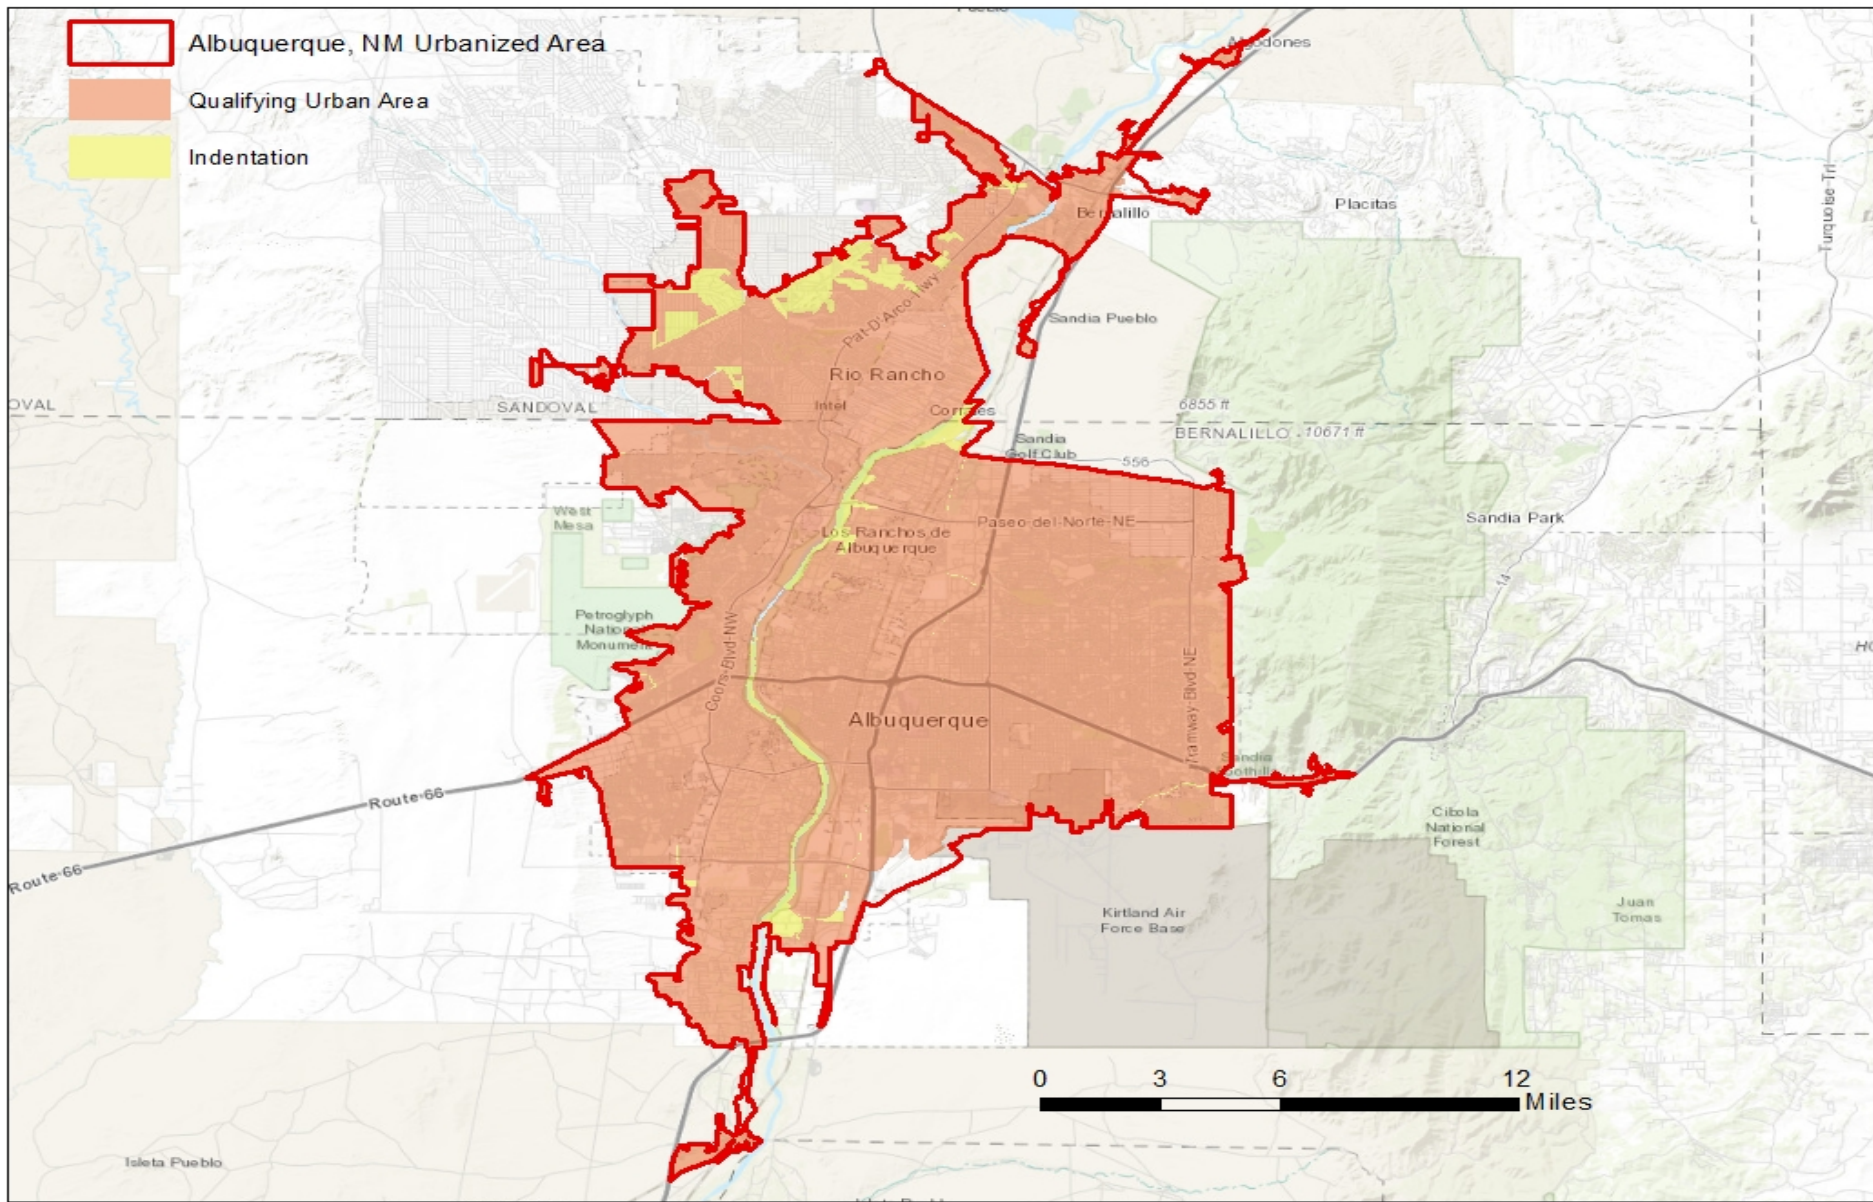 Albuquerque, NM Urbanized Area
Qualifying Urban Area
Indentation
Algodones
Turquoise Trl
Placitas
Bernalillo
Sandia Pueblo
Pat-D'Arco-Hwy
Rio Rancho
OVAL
SANDOVAL
Intel
Corrales
6855 ft
BERNALILLO
10671 ft
Sandia
Golf Club
556
West
Mesa
Paseo-del-Norte-NE
Sandia Park
Los Ranchos de
Albuquerque
14
Petroglyph
National
Monument
Coors-Blvd-NW
Tramway-Blvd-NE
Albuquerque
Sandia
Foothills
Route-66
Route-66
Cibola
National
Forest
Kirtland Air
Force Base
Juan
Tomas
0 3 6 12
Miles
Isleta Pueblo